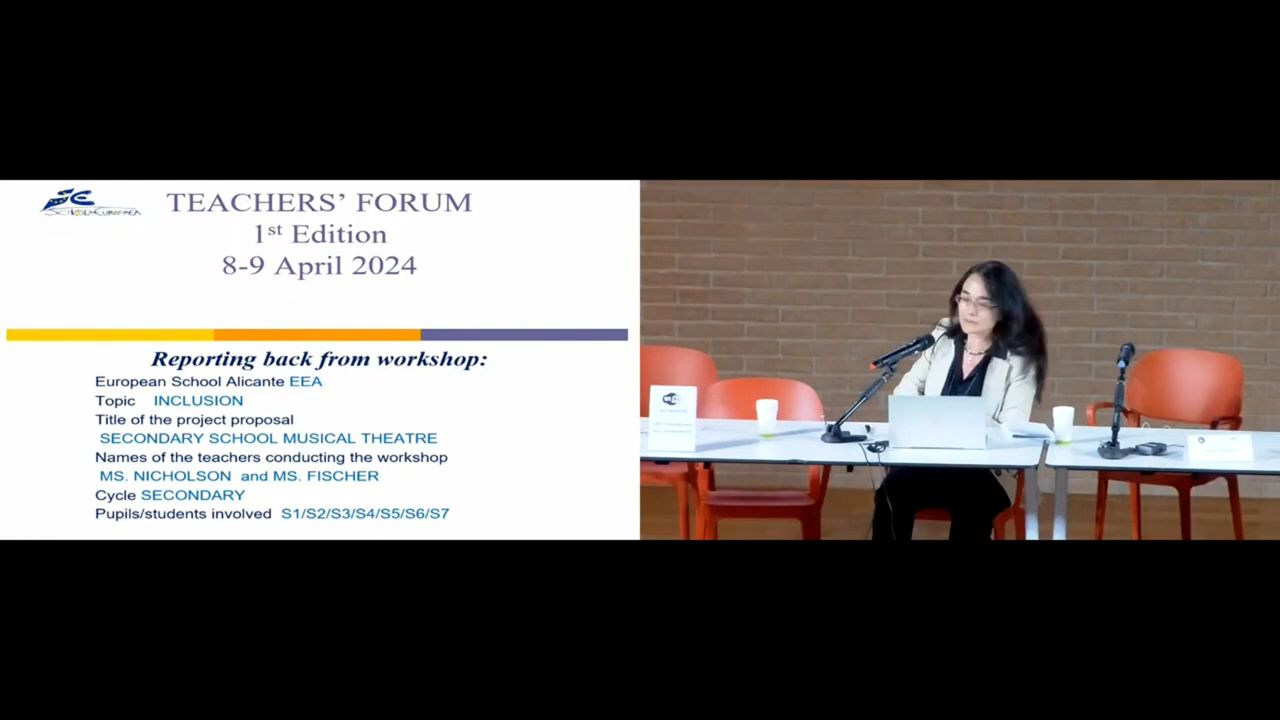 SCHOLA EUROPAEA
TEACHERS’ FORUM
1st Edition
8-9 April 2024
Reporting back from workshop:
European School Alicante EEA
Topic INCLUSION
Title of the project proposal
SECONDARY SCHOOL MUSICAL THEATRE
Names of the teachers conducting the workshop
MS. NICHOLSON and MS. FISCHER
Cycle SECONDARY
Pupils/students involved S1/S2/S3/S4/S5/S6/S7